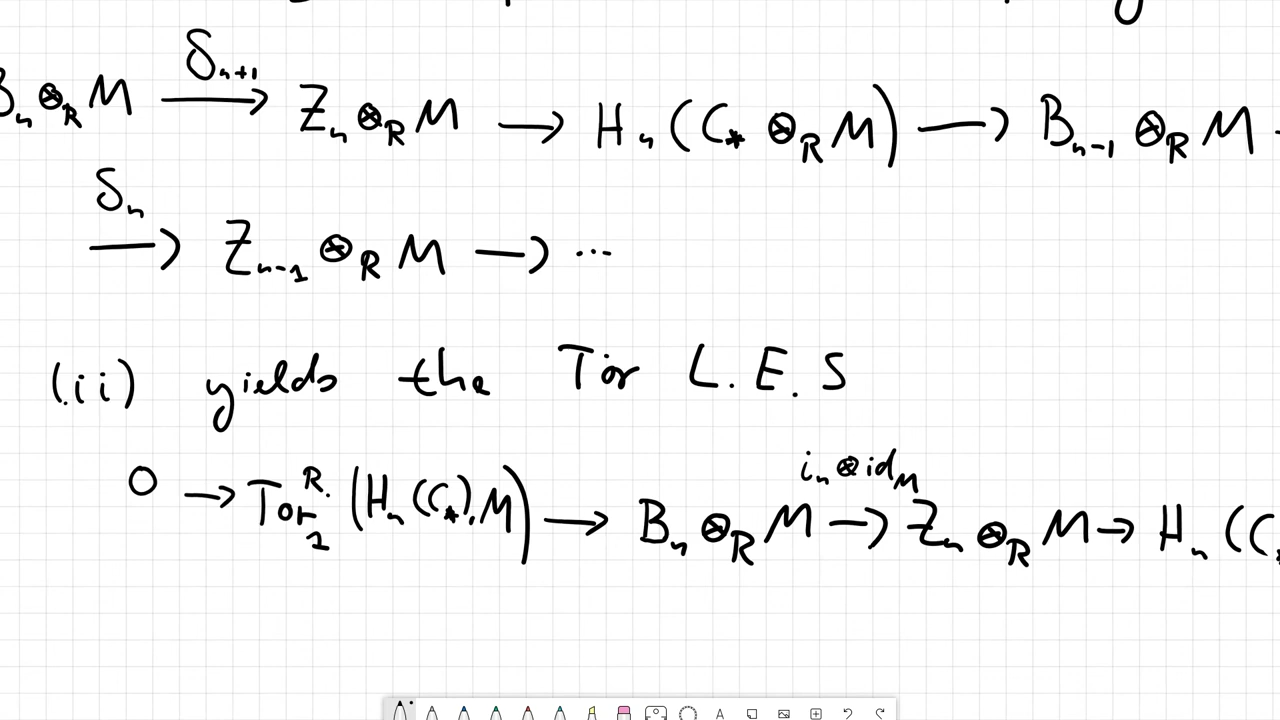 B_n ⊗_R M →^{δ_{n+1}} Z_n ⊗_R M → H_n(C_* ⊗_R M) → B_{n-1} ⊗_R M
→^{δ_n} Z_{n-1} ⊗_R M → ...
(ii) yields the Tor L.E.S
0 → Tor_1^R (H_n(C_*), M) → B_n ⊗_R M →^{i_n ⊗ id_M} Z_n ⊗_R M → H_n(C_*